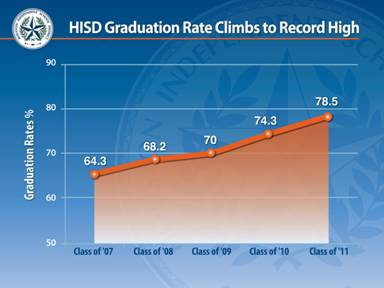 HISD Graduation Rate Climbs to Record High
Graduation Rates %
90
80
70
60
50
64.3
68.2
70
74.3
78.5
Class of '07
Class of '08
Class of '09
Class of '10
Class of '11